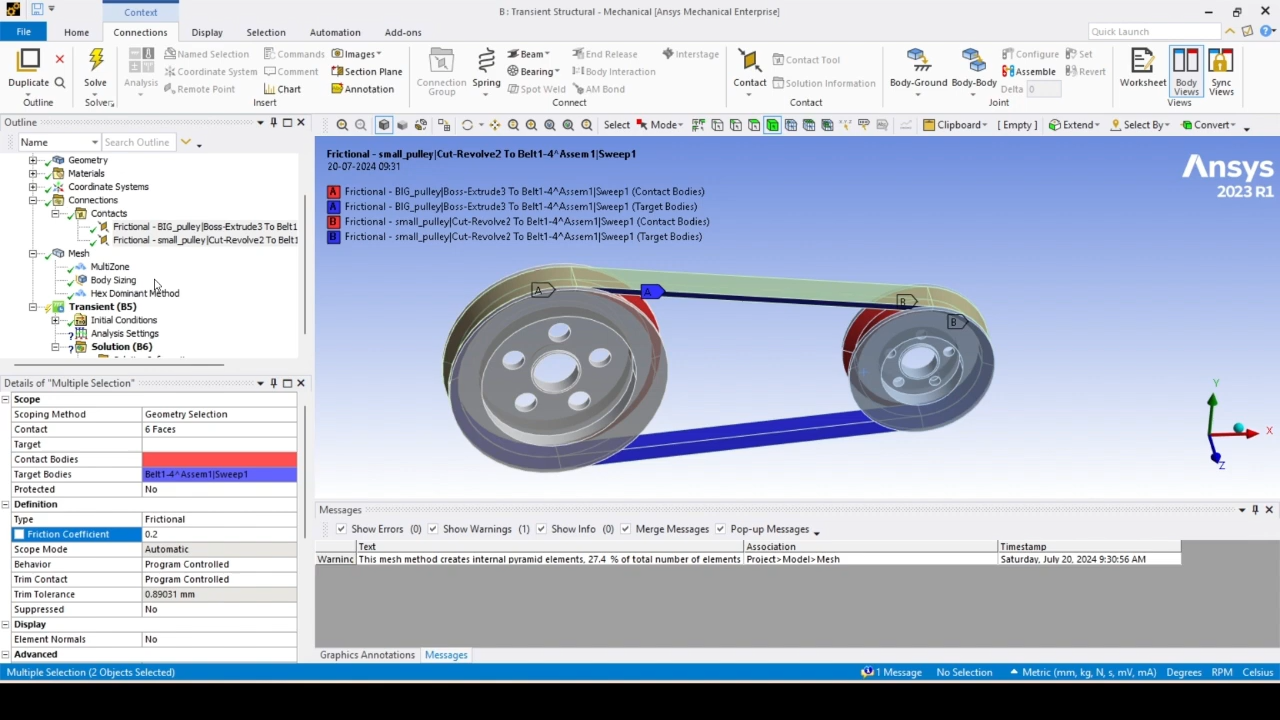 Context
B : Transient Structural - Mechanical [Ansys Mechanical Enterprise]
File Home Connections Display Selection Automation Add-ons
Quick Launch
Duplicate
Outline
Solve
Solver
Analysis
Named Selection
Coordinate System
Remote Point
Commands
Comment
Chart
Images
Section Plane
Annotation
Insert
Connection Group
Spring
Beam
Bearing
Spot Weld
End Release
Body Interaction
AM Bond
Interstage
Connect
Contact
Contact Tool
Solution Information
Contact
Body-Ground
Body-Body
Configure
Assemble
Delta 0
Set
Revert
Joint
Worksheet
Body Views
Sync Views
Views
Outline
Name
Search Outline
Select Mode Clipboard [ Empty ] Extend Select By Convert
Geometry
Materials
Coordinate Systems
Connections
Contacts
Frictional - BIG_pulley|Boss-Extrude3 To Belt1
Frictional - small_pulley|Cut-Revolve2 To Belt1
Mesh
MultiZone
Body Sizing
Hex Dominant Method
Transient (B5)
Initial Conditions
Analysis Settings
Solution (B6)
Details of "Multiple Selection"
Scope
Scoping Method Geometry Selection
Contact 6 Faces
Target
Contact Bodies
Target Bodies Belt1-4^Assem1|Sweep1
Protected No
Definition
Type Frictional
Friction Coefficient 0.2
Scope Mode Automatic
Behavior Program Controlled
Trim Contact Program Controlled
Trim Tolerance 0.89031 mm
Suppressed No
Display
Element Normals No
Advanced
Frictional - small_pulley|Cut-Revolve2 To Belt1-4^Assem1|Sweep1
20-07-2024 09:31
A Frictional - BIG_pulley|Boss-Extrude3 To Belt1-4^Assem1|Sweep1 (Contact Bodies)
A Frictional - BIG_pulley|Boss-Extrude3 To Belt1-4^Assem1|Sweep1 (Target Bodies)
B Frictional - small_pulley|Cut-Revolve2 To Belt1-4^Assem1|Sweep1 (Contact Bodies)
B Frictional - small_pulley|Cut-Revolve2 To Belt1-4^Assem1|Sweep1 (Target Bodies)
Ansys
2023 R1
A
A
B
B
Y
X
Z
Messages
Show Errors (0) Show Warnings (1) Show Info (0) Merge Messages Pop-up Messages
Text Association Timestamp
Warninc This mesh method creates internal pyramid elements, 27.4 % of total number of elements Project>Model>Mesh Saturday, July 20, 2024 9:30:56 AM
Graphics Annotations Messages
Multiple Selection (2 Objects Selected)
1 Message No Selection Metric (mm, kg, N, s, mV, mA) Degrees RPM Celsius